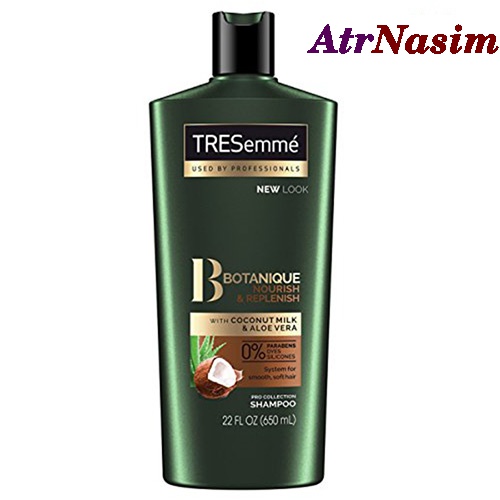 AtrNasim
TRESemmé
USED BY PROFESSIONALS
NEW LOOK
B BOTANIQUE
NOURISH
& REPLENISH
WITH COCONUT MILK
& ALOE VERA
0% PARABENS
DYES
SILICONES
System for
smooth, soft hair
PRO COLLECTION
SHAMPOO
22 FL OZ (650 mL)